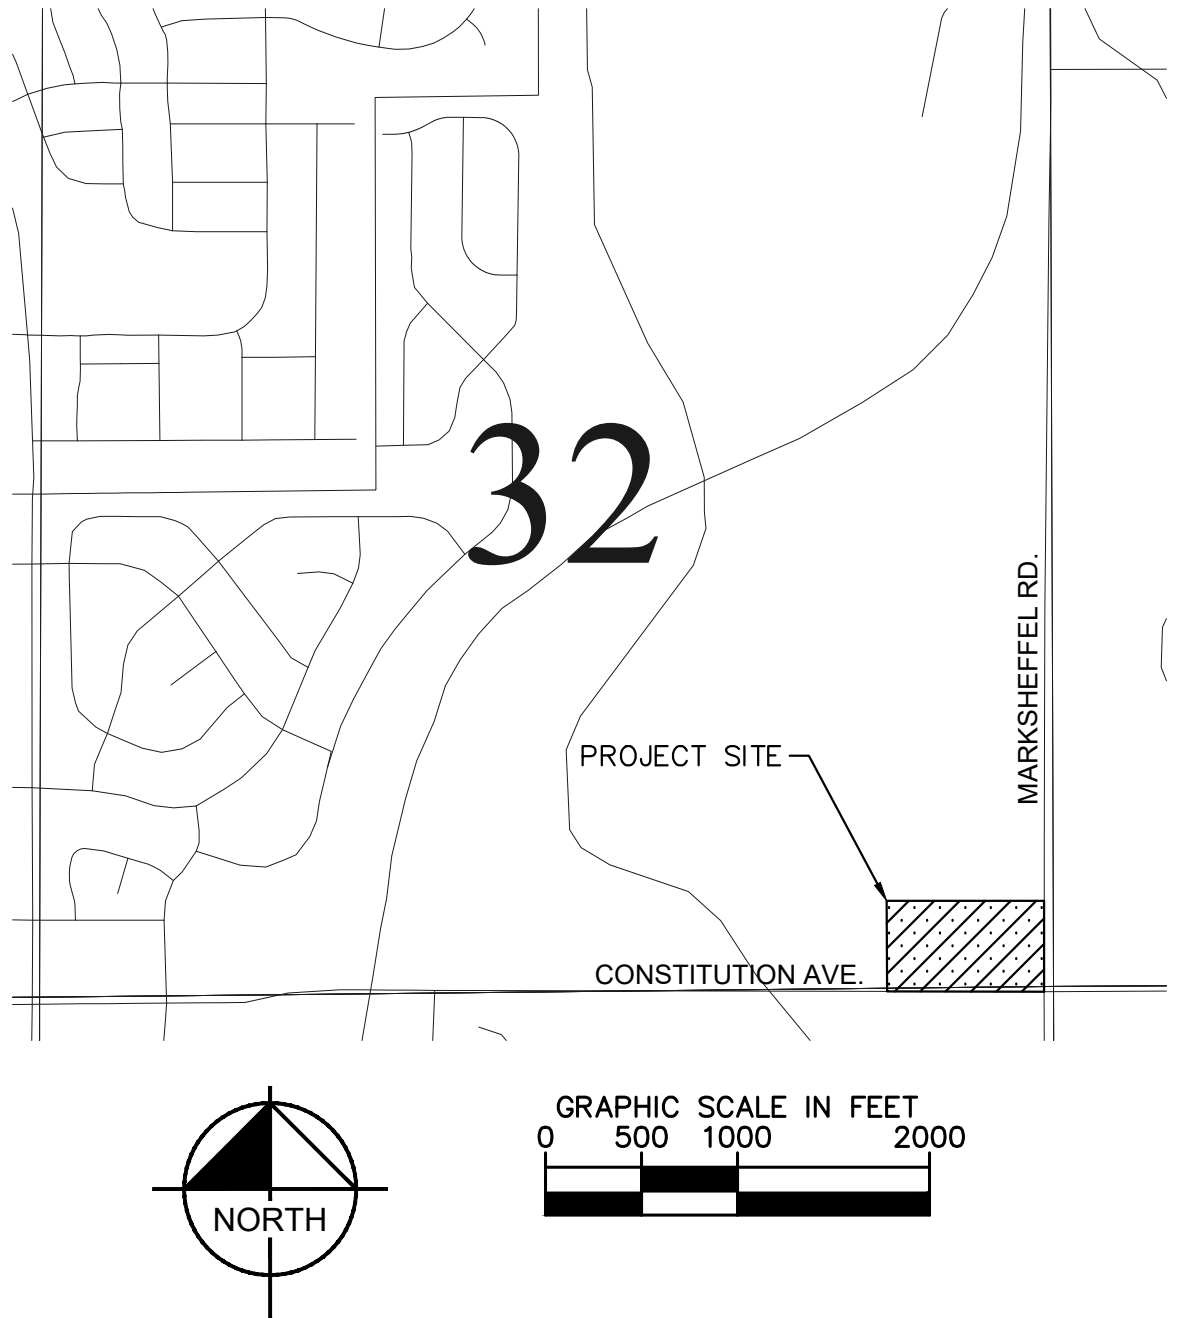 32
MARKSHEFFEL RD.
PROJECT SITE
CONSTITUTION AVE.
NORTH
GRAPHIC SCALE IN FEET
0 500 1000 2000